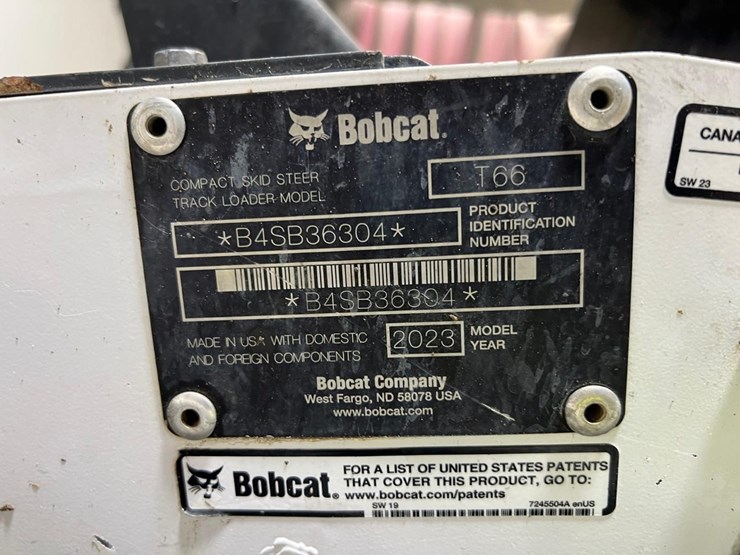 Bobcat.
COMPACT SKID STEER
TRACK LOADER MODEL
T66
*B4SB36304*
PRODUCT
IDENTIFICATION
NUMBER
*B4SB36304*
MADE IN USA WITH DOMESTIC
AND FOREIGN COMPONENTS
2023
MODEL
YEAR
Bobcat Company
West Fargo, ND 58078 USA
www.bobcat.com
CANA
SW 23
Bobcat®
FOR A LIST OF UNITED STATES PATENTS
THAT COVER THIS PRODUCT, GO TO:
www.bobcat.com/patents
SW 19
7245504A enUS